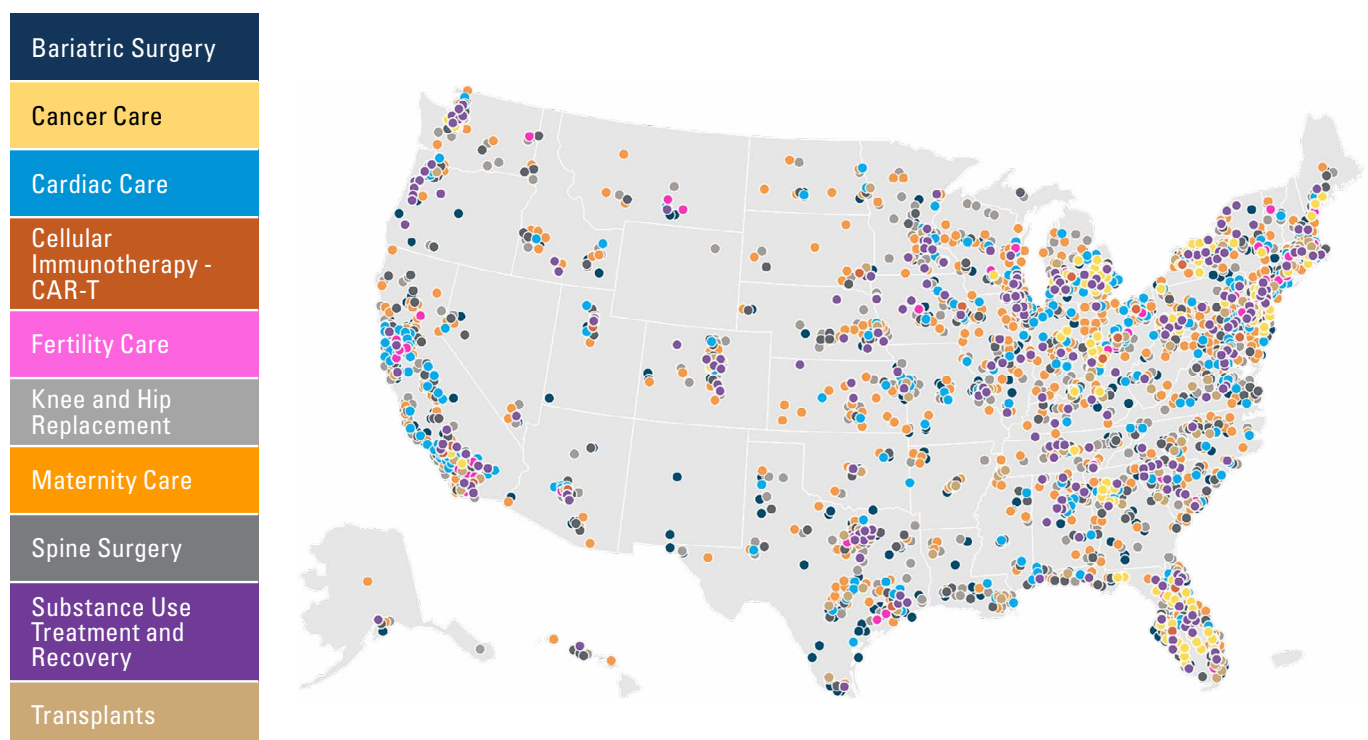 Bariatric Surgery
Cancer Care
Cardiac Care
Cellular
Immunotherapy -
CAR-T
Fertility Care
Knee and Hip
Replacement
Maternity Care
Spine Surgery
Substance Use
Treatment and
Recovery
Transplants